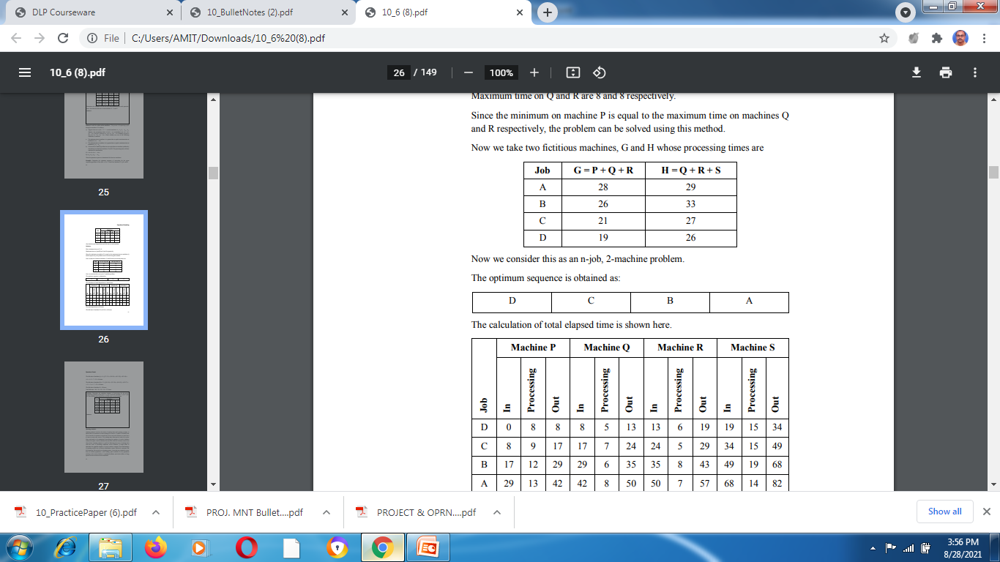 DLP Courseware
10_BulletNotes (2).pdf
10_6 (8).pdf
File
C:/Users/AMIT/Downloads/10_6%20(8).pdf
10_6 (8).pdf
26 / 149
100%
25
26
27
Maximum time on Q and R are 8 and 8 respectively.
Since the minimum on machine P is equal to the maximum time on machines Q
and R respectively, the problem can be solved using this method.
Now we take two fictitious machines, G and H whose processing times are
Job G = P + Q + R H = Q + R + S
A 28 29
B 26 33
C 21 27
D 19 26
Now we consider this as an n-job, 2-machine problem.
The optimum sequence is obtained as:
D C B A
The calculation of total elapsed time is shown here.
Machine P Machine Q Machine R Machine S
Job In Processing Out In Processing Out In Processing Out In Processing Out
D 0 8 8 8 5 13 13 6 19 19 15 34
C 8 9 17 17 7 24 24 5 29 34 15 49
B 17 12 29 29 6 35 35 8 43 49 19 68
A 29 13 42 42 8 50 50 7 57 68 14 82
10_PracticePaper (6).pdf
PROJ. MNT Bullet....pdf
PROJECT & OPRN....pdf
Show all
3:56 PM
8/28/2021